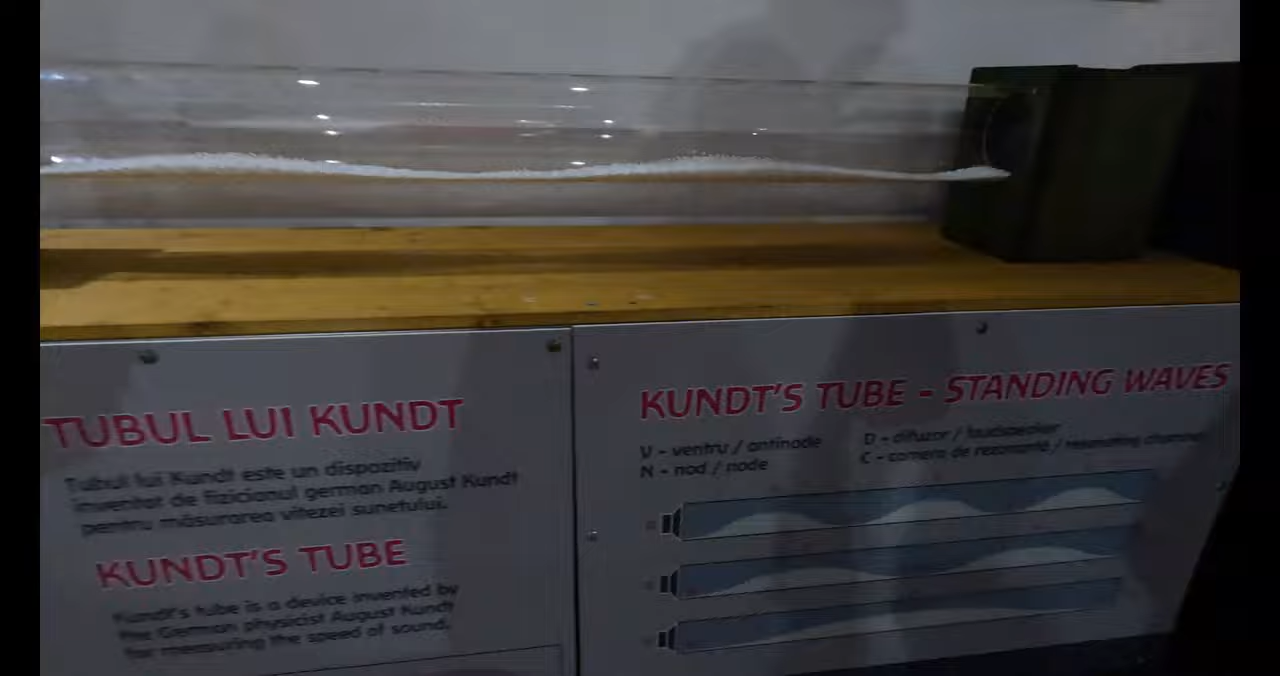 TUBUL LUI KUNDT
Tubul lui Kundt este un dispozitiv
inventat de fizicianul german August Kundt
pentru măsurarea vitezei sunetului.
KUNDT'S TUBE
Kundt's tube is a device invented by
the German physicist August Kundt
for measuring the speed of sound.
KUNDT'S TUBE - STANDING WAVES
V - ventru / antinode
N - nod / node
D - difuzor / loudspeaker
C - camera de rezonanță / resonating chamber